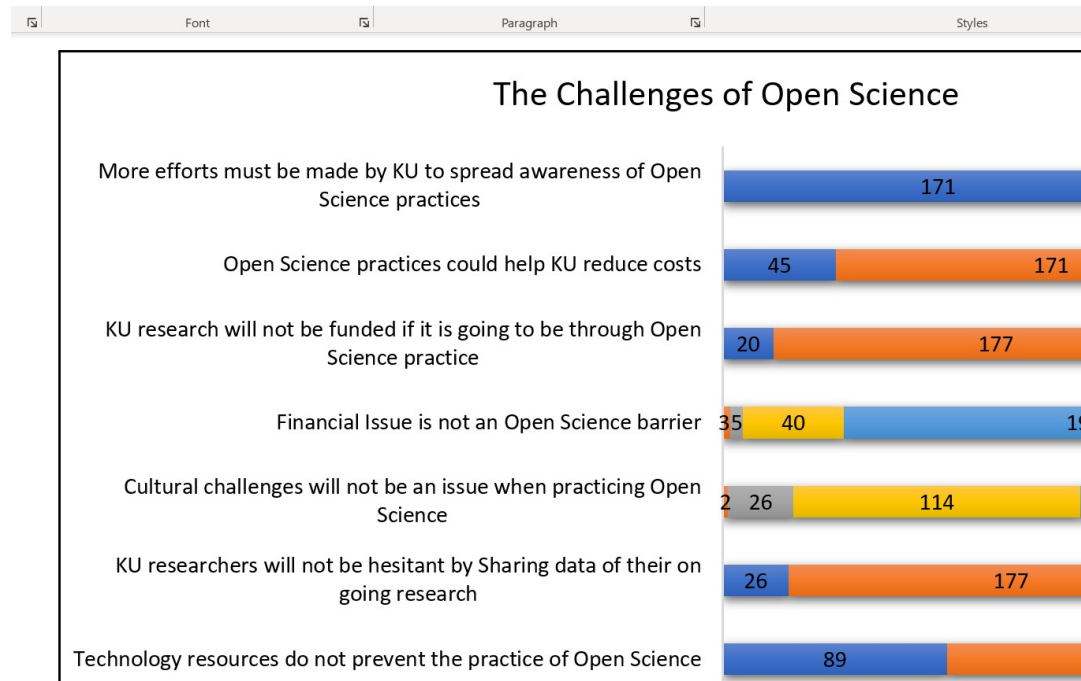 Font Paragraph Styles
The Challenges of Open Science
More efforts must be made by KU to spread awareness of Open
Science practices
171
Open Science practices could help KU reduce costs
45 171
KU research will not be funded if it is going to be through Open
Science practice
20 177
Financial Issue is not an Open Science barrier
3 5 40
Cultural challenges will not be an issue when practicing Open
Science
2 26 114
KU researchers will not be hesitant by Sharing data of their on
going research
26 177
Technology resources do not prevent the practice of Open Science
89